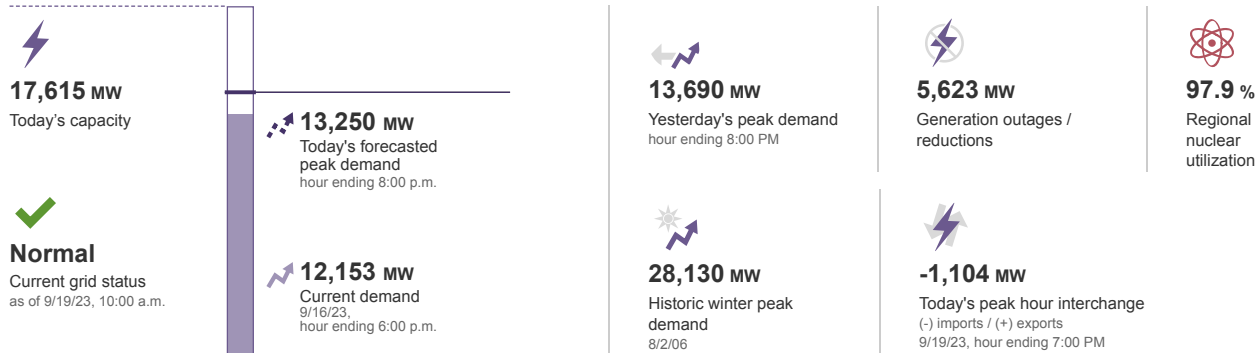 17,615 MW
Today's capacity
Normal
Current grid status
as of 9/19/23, 10:00 a.m.
13,250 MW
Today's forecasted
peak demand
hour ending 8:00 p.m.
12,153 MW
Current demand
9/16/23,
hour ending 6:00 p.m.
13,690 MW
Yesterday's peak demand
hour ending 8:00 PM
5,623 MW
Generation outages /
reductions
97.9 %
Regional
nuclear
utilization
28,130 MW
Historic winter peak
demand
8/2/06
-1,104 MW
Today's peak hour interchange
(-) imports / (+) exports
9/19/23, hour ending 7:00 PM